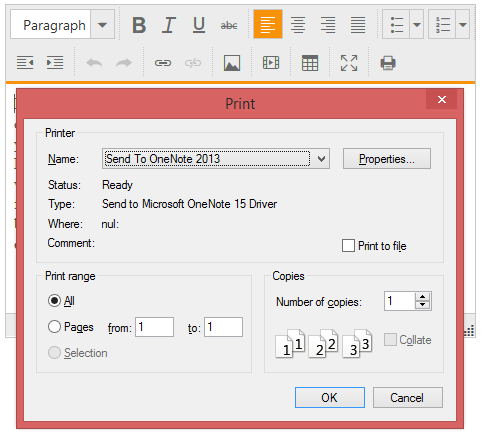 Paragraph B I U abc
Print
Printer
Name: Send To OneNote 2013 Properties...
Status: Ready
Type: Send to Microsoft OneNote 15 Driver
Where: nul:
Comment: Print to file
Print range
All
Pages from: 1 to: 1
Selection
Copies
Number of copies: 1
1 1 2 2 3 3 Collate
OK Cancel